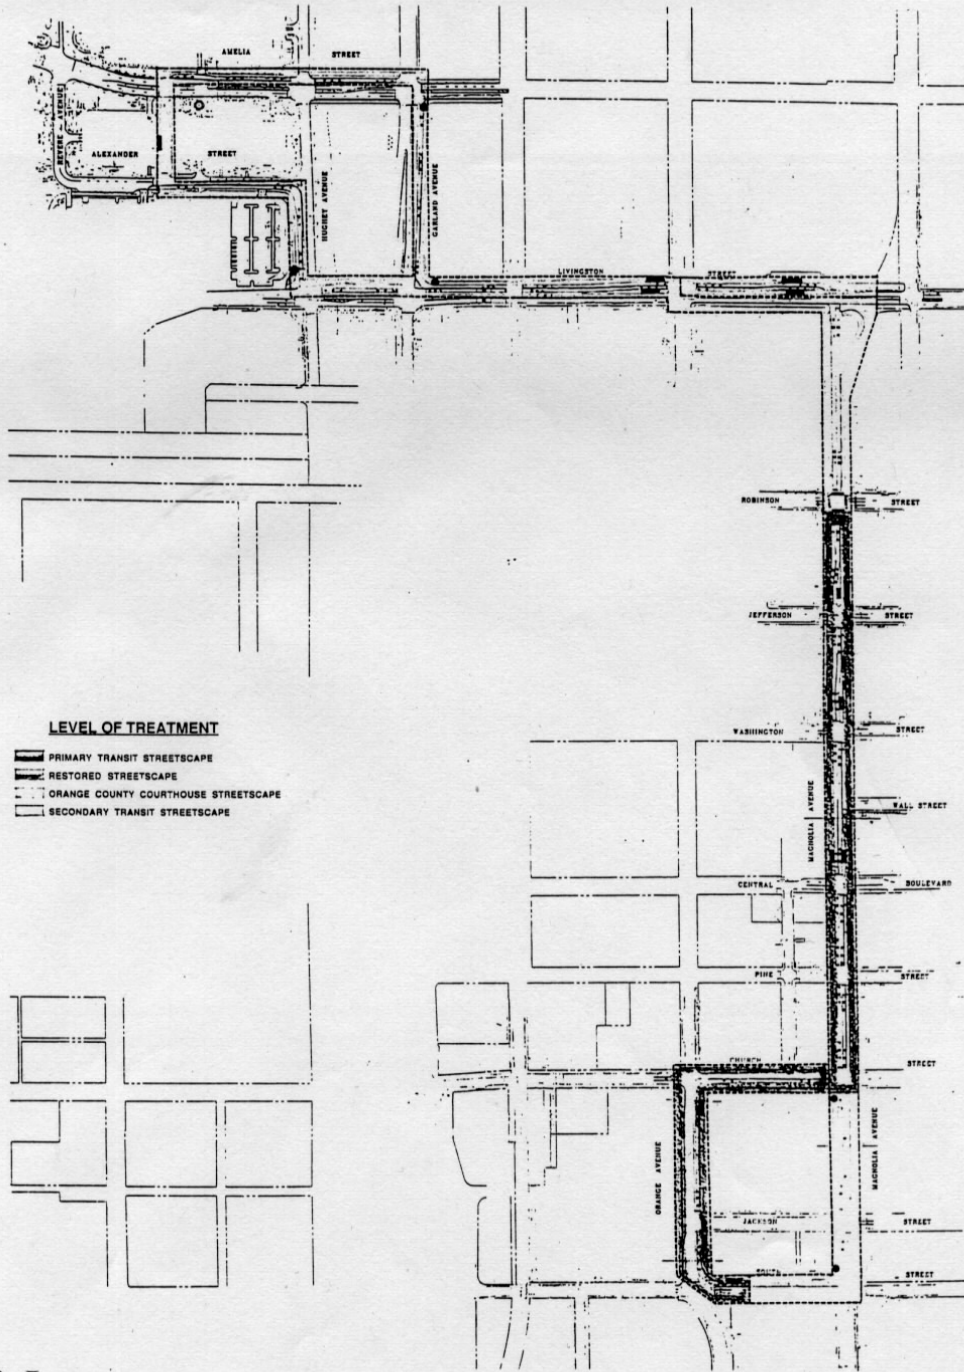 AMELIA STREET
REVERE AVENUE
ALEXANDER STREET
HUGHEY AVENUE
GARLAND AVENUE
LIVINGSTON STREET
ROBINSON STREET
JEFFERSON STREET
LEVEL OF TREATMENT
PRIMARY TRANSIT STREETSCAPE
RESTORED STREETSCAPE
ORANGE COUNTY COURTHOUSE STREETSCAPE
SECONDARY TRANSIT STREETSCAPE
WASHINGTON STREET
MAGNOLIA AVENUE
WALL STREET
CENTRAL BOULEVARD
PINE STREET
CHURCH STREET
ORANGE AVENUE
MAGNOLIA AVENUE
JACKSON STREET
SOUTH STREET